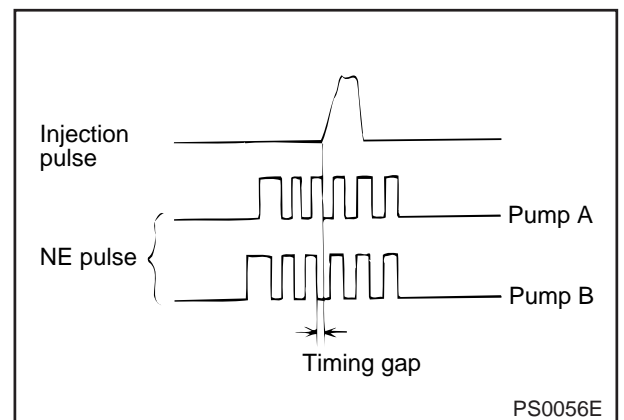 Injection
pulse
Pump A
NE pulse
Pump B
Timing gap
PS0056E